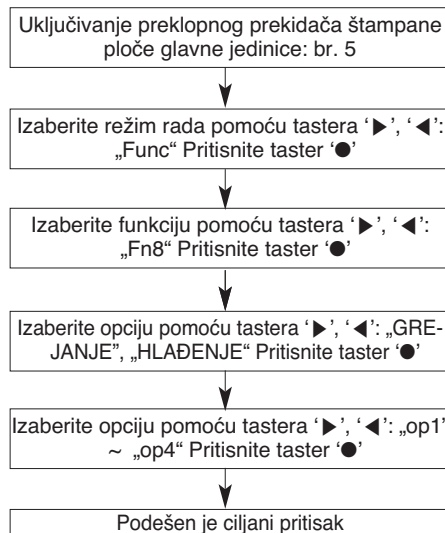 Uključivanje preklopnog prekidača štampane
ploče glavne jedinice: br. 5
Izaberite režim rada pomoću tastera ‘▶’, ‘◀’:
„Func“ Pritisnite taster ‘●’
Izaberite funkciju pomoću tastera ‘▶’, ‘◀’:
„Fn8“ Pritisnite taster ‘●’
Izaberite opciju pomoću tastera ‘▶’, ‘◀’: „GRE-
JANJE”, „HLAĐENJE“ Pritisnite taster ‘●’
Izaberite opciju pomoću tastera ‘▶’, ‘◀’: „op1’
~ „op4“ Pritisnite taster ‘●’
Podešen je ciljani pritisak